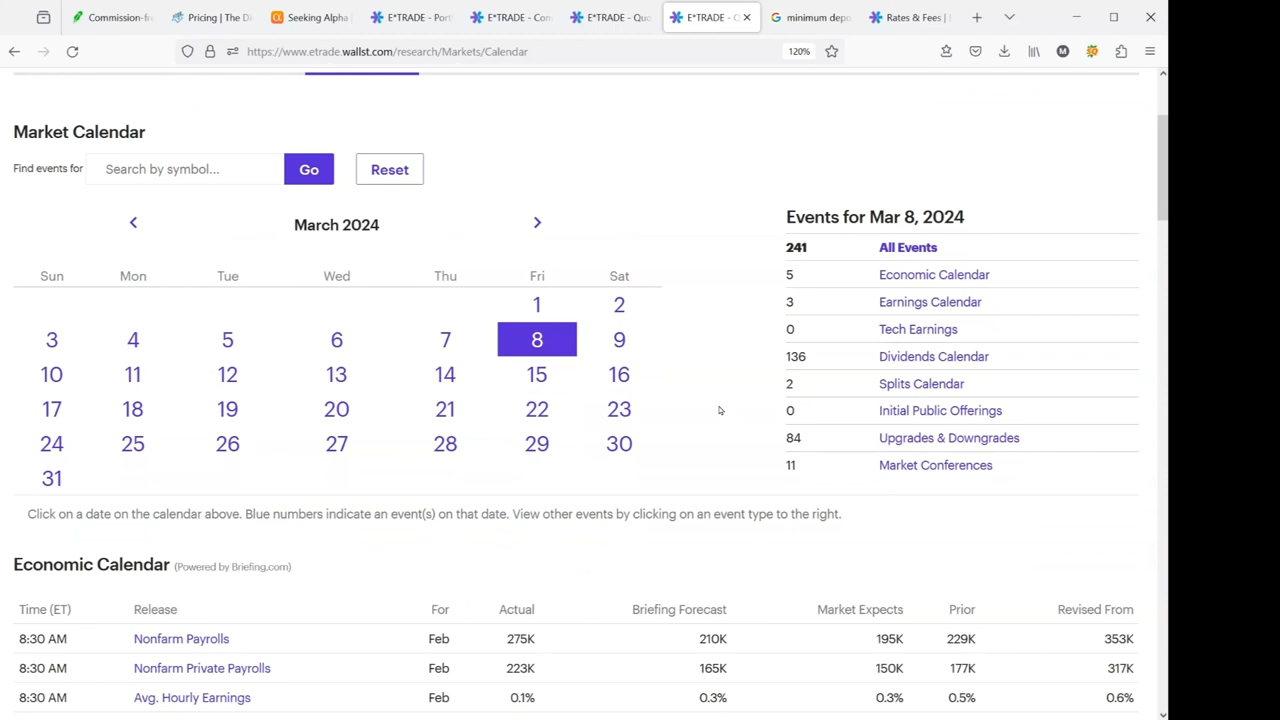 Commission-fr
Pricing | The Di
Seeking Alpha |
E*TRADE - Port
E*TRADE - Com
E*TRADE - Quo
E*TRADE - Q
minimum depo
Rates & Fees |
https://www.etrade.wallst.com/research/Markets/Calendar
120%
Market Calendar
Find events for Search by symbol... Go Reset
March 2024
Sun Mon Tue Wed Thu Fri Sat
1 2
3 4 5 6 7 8 9
10 11 12 13 14 15 16
17 18 19 20 21 22 23
24 25 26 27 28 29 30
31
Events for Mar 8, 2024
241 All Events
5 Economic Calendar
3 Earnings Calendar
0 Tech Earnings
136 Dividends Calendar
2 Splits Calendar
0 Initial Public Offerings
84 Upgrades & Downgrades
11 Market Conferences
Click on a date on the calendar above. Blue numbers indicate an event(s) on that date. View other events by clicking on an event type to the right.
Economic Calendar (Powered by Briefing.com)
Time (ET) Release For Actual Briefing Forecast Market Expects Prior Revised From
8:30 AM Nonfarm Payrolls Feb 275K 210K 195K 229K 353K
8:30 AM Nonfarm Private Payrolls Feb 223K 165K 150K 177K 317K
8:30 AM Avg. Hourly Earnings Feb 0.1% 0.3% 0.3% 0.5% 0.6%